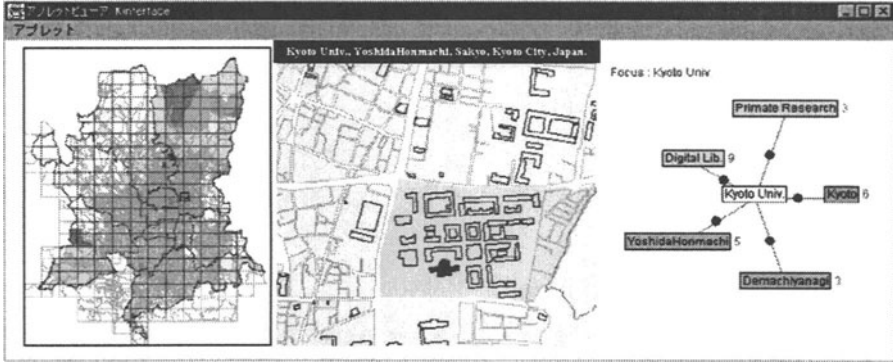 アプレットビューア: Kinterface
アプレット
Kyoto Univ., YoshidaHonmachi, Sakyo, Kyoto City, Japan.
Focus : Kyoto Univ
Primate Research 3
Digital Lib. 9
Kyoto Univ.
Kyoto 6
YoshidaHonmachi 5
Demachiyanagi